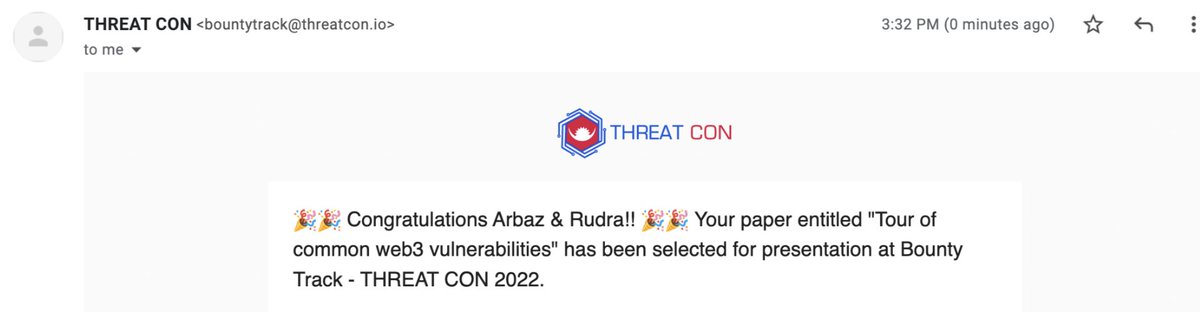 THREAT CON <bountytrack@threatcon.io>
3:32 PM (0 minutes ago)
to me
THREAT CON
🎉🎉 Congratulations Arbaz & Rudra!! 🎉🎉 Your paper entitled "Tour of
common web3 vulnerabilities" has been selected for presentation at Bounty
Track - THREAT CON 2022.